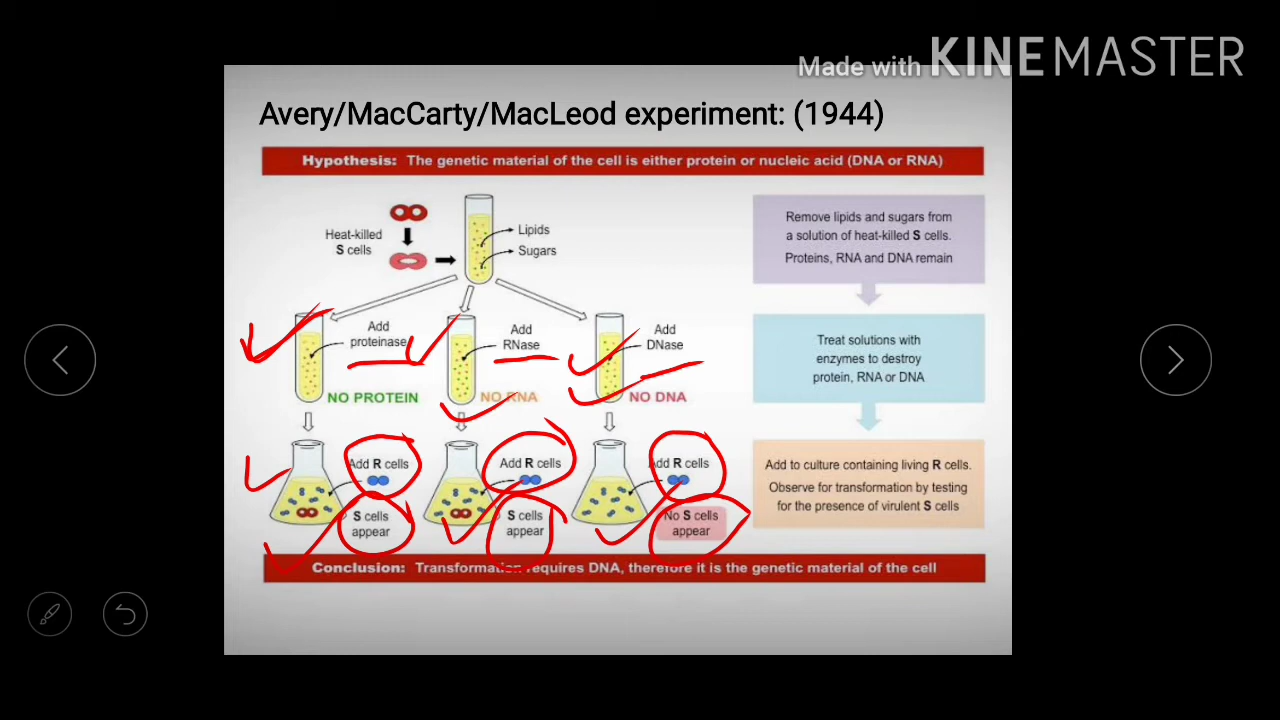 Made with KINEMASTER
Avery/MacCarty/MacLeod experiment: (1944)
Hypothesis: The genetic material of the cell is either protein or nucleic acid (DNA or RNA)
Heat-killed
S cells
Lipids
Sugars
Remove lipids and sugars from
a solution of heat-killed S cells.
Proteins, RNA and DNA remain
Add
proteinase
NO PROTEIN
Add
RNase
NO RNA
Add
DNase
NO DNA
Treat solutions with
enzymes to destroy
protein, RNA or DNA
Add R cells
S cells
appear
Add R cells
S cells
appear
Add R cells
No S cells
appear
Add to culture containing living R cells.
Observe for transformation by testing
for the presence of virulent S cells
Conclusion: Transformation requires DNA, therefore it is the genetic material of the cell